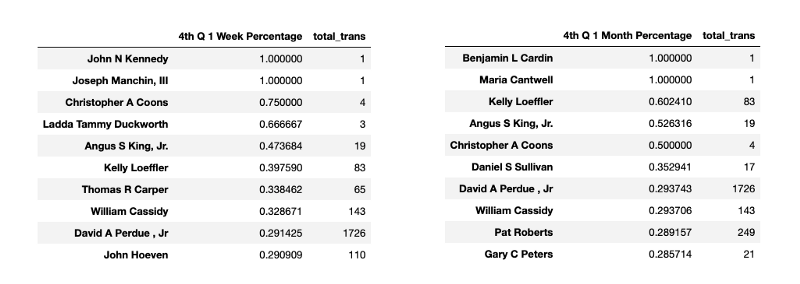 4th Q 1 Week Percentage total_trans
John N Kennedy 1.000000 1
Joseph Manchin, III 1.000000 1
Christopher A Coons 0.750000 4
Ladda Tammy Duckworth 0.666667 3
Angus S King, Jr. 0.473684 19
Kelly Loeffler 0.397590 83
Thomas R Carper 0.338462 65
William Cassidy 0.328671 143
David A Perdue , Jr 0.291425 1726
John Hoeven 0.290909 110
4th Q 1 Month Percentage total_trans
Benjamin L Cardin 1.000000 1
Maria Cantwell 1.000000 1
Kelly Loeffler 0.602410 83
Angus S King, Jr. 0.526316 19
Christopher A Coons 0.500000 4
Daniel S Sullivan 0.352941 17
David A Perdue , Jr 0.293743 1726
William Cassidy 0.293706 143
Pat Roberts 0.289157 249
Gary C Peters 0.285714 21